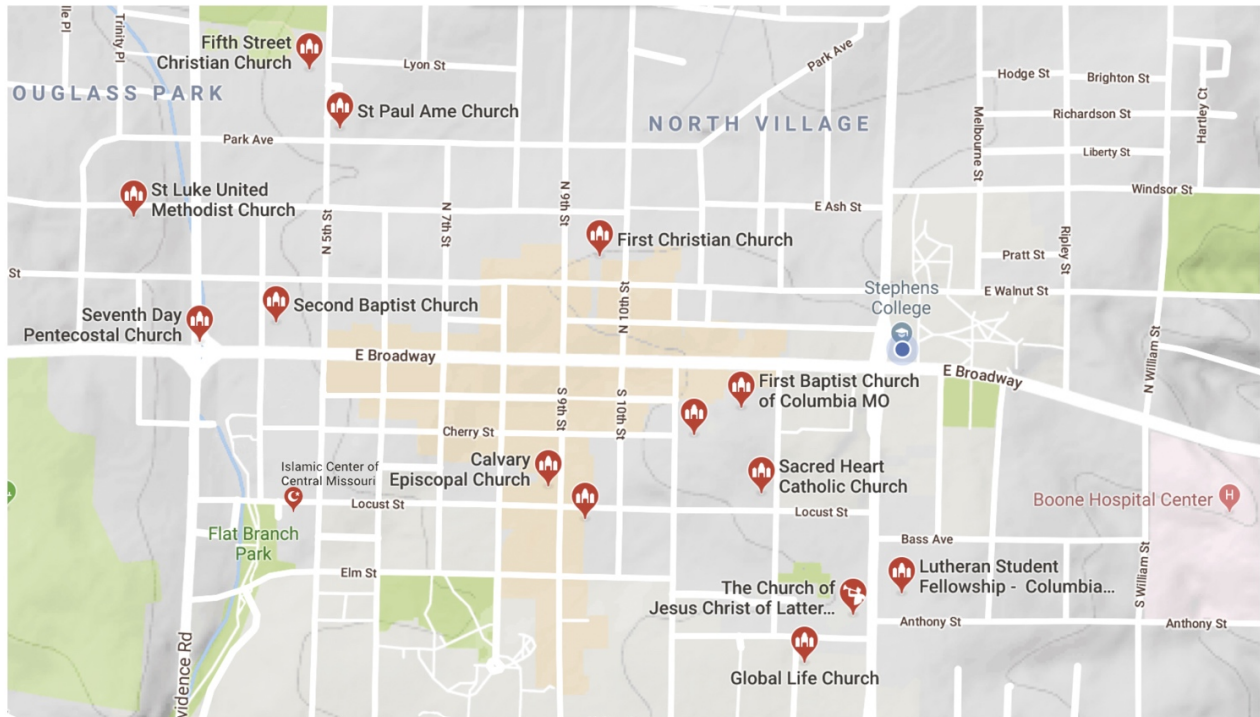 lle Pl
Trinity Pl
Fifth Street
Christian Church
Lyon St
Park Ave
Hodge St
Brighton St
OUGLASS PARK
St Paul Ame Church
NORTH VILLAGE
Melbourne St
Richardson St
Hartley Ct
Park Ave
Liberty St
St Luke United
Methodist Church
N 5th St
N 7th St
N 9th St
E Ash St
Windsor St
First Christian Church
Ripley St
Pratt St
St
Seventh Day
Pentecostal Church
Second Baptist Church
N 10th St
Stephens
College
E Walnut St
E Broadway
E Broadway
N William St
First Baptist Church
of Columbia MO
S 9th St
S 10th St
Cherry St
Calvary
Episcopal Church
Islamic Center of
Central Missouri
Sacred Heart
Catholic Church
Locust St
Locust St
Boone Hospital Center
H
Flat Branch
Park
Bass Ave
Elm St
The Church of
Jesus Christ of Latter...
Lutheran Student
Fellowship - Columbia...
S William St
Anthony St
Anthony St
vidence Rd
Global Life Church